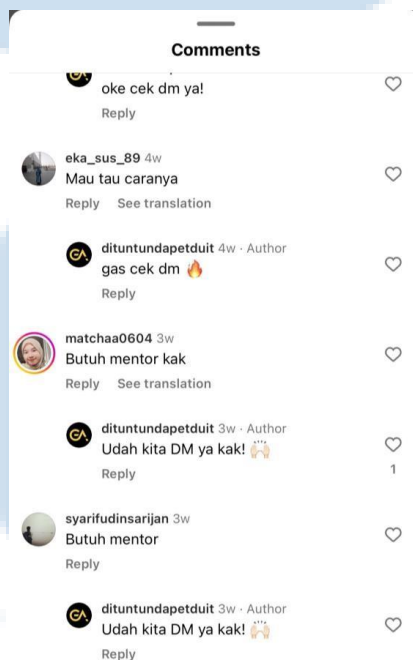 Comments
oke cek dm ya!
Reply
eka_sus_89 4w
Mau tau caranya
Reply See translation
dituntundapetduit 4w · Author
gas cek dm 🔥
Reply
matchaa0604 3w
Butuh mentor kak
Reply See translation
dituntundapetduit 3w · Author
Udah kita DM ya kak! 🙌🏻
1
Reply
syarifudinsarijan 3w
Butuh mentor
Reply
dituntundapetduit 3w · Author
Udah kita DM ya kak! 🙌🏻
Reply